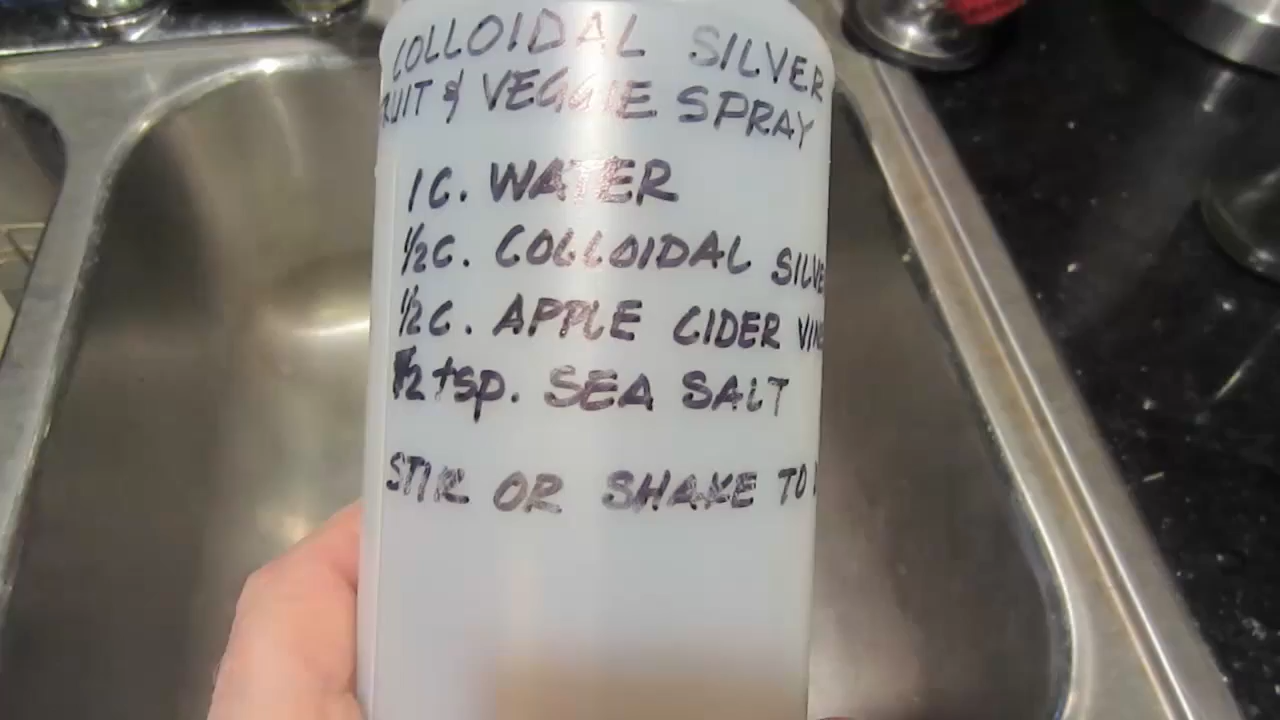 COLLOIDAL SILVER
RUIT & VEGGIE SPRAY
1C. WATER
1/2C. COLLOIDAL SILVE
1/2C. APPLE CIDER VIN
1/2 tsp. SEA SALT
STIR OR SHAKE TO